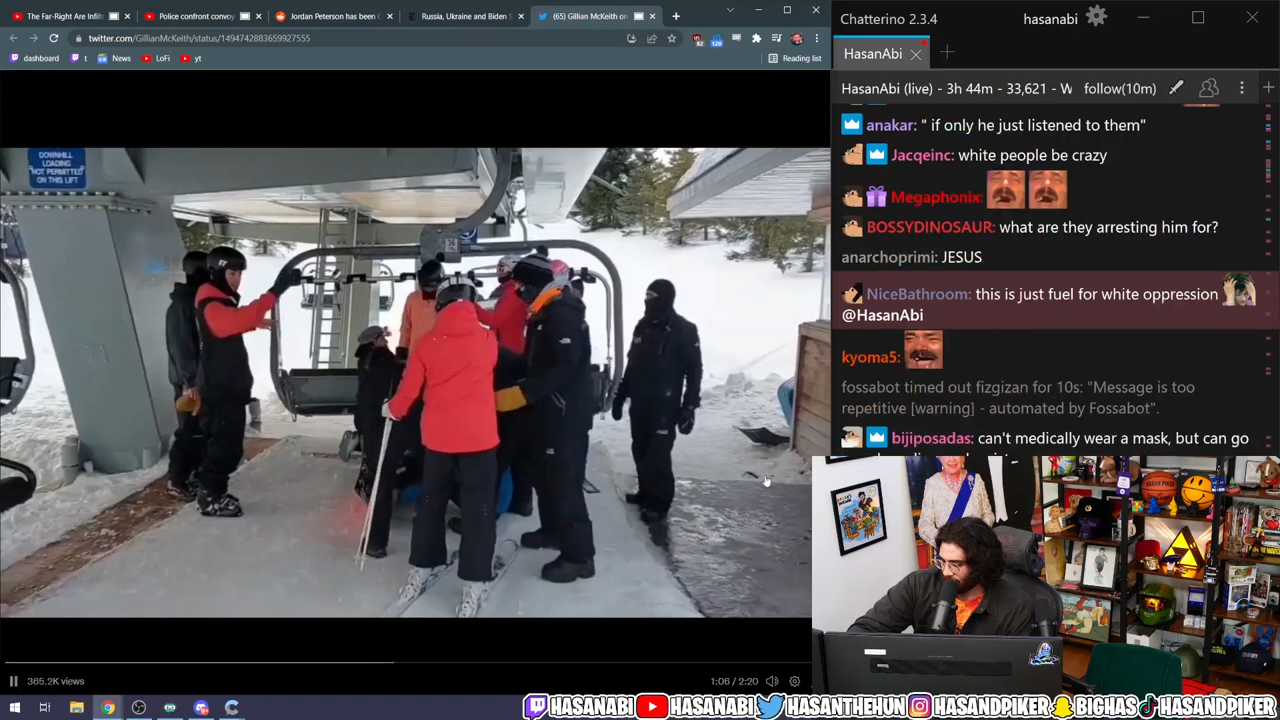 The Far-Right Are Infilt
Police confront convoy
Jordan Peterson has been
Russia, Ukraine and Biden S
(65) Gillian McKeith on
twitter.com/GillianMcKeith/status/1494742883659927555
82
120
dashboard
t
News
LoFi
yt
Reading list
DOWNHILL
LOADING
NOT PERMITTED
ON THIS LIFT
365.2K views
1:06 / 2:20
Chatterino 2.3.4
hasanabi
HasanAbi
HasanAbi (live) - 3h 44m - 33,621 - W
follow(10m)
anakar: " if only he just listened to them"
Jacqeinc: white people be crazy
Megaphonix:
BOSSYDINOSAUR: what are they arresting him for?
anarchoprimi: JESUS
NiceBathroom: this is just fuel for white oppression
@HasanAbi
kyoma5:
fossabot timed out fizgizan for 10s: "Message is too
repetitive [warning] - automated by Fossabot".
bijiposadas: can't medically wear a mask, but can go
HASAN PIKER
HASANABI
HASANABI
HASANTHEHUN
HASANDPIKER
BIGHAS
HASANDPIKER